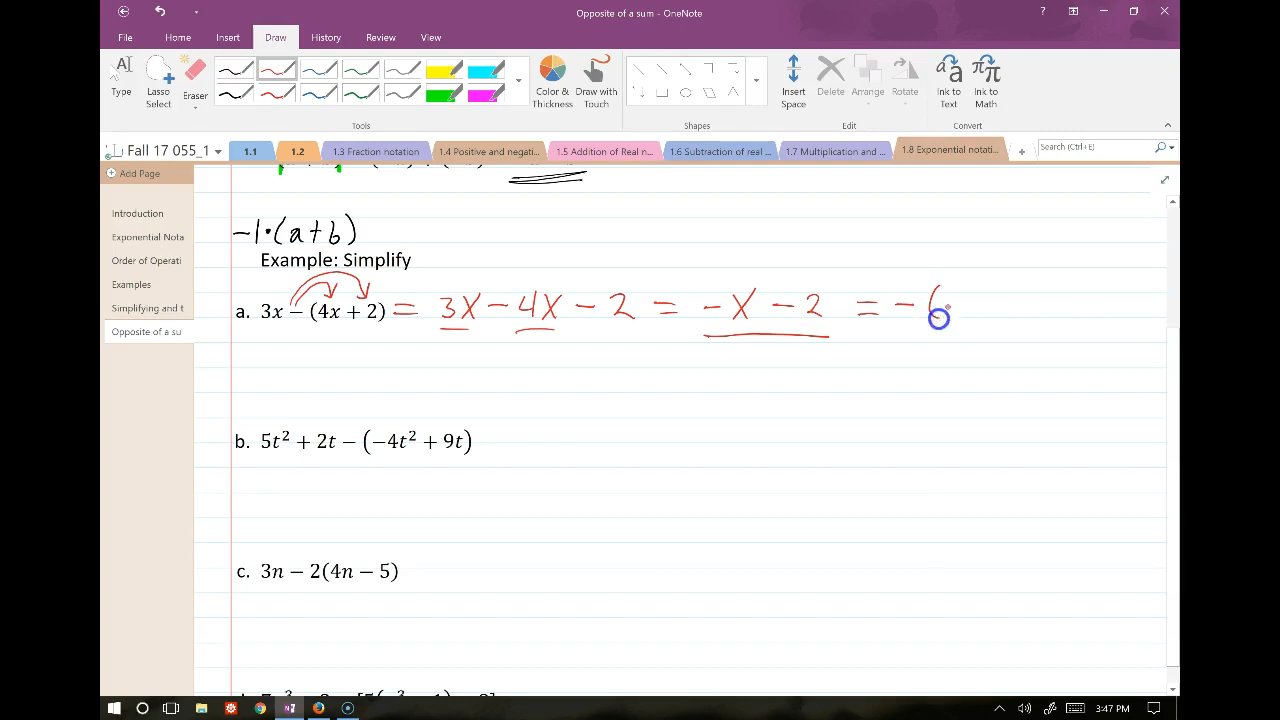 Opposite of a sum - OneNote
?
File Home Insert Draw History Review View
Type Lasso Select Eraser Color & Thickness Draw with Touch Insert Space Delete Arrange Rotate Ink to Text Ink to Math
Tools Shapes Edit Convert
Fall 17 055_1 1.1 1.2 1.3 Fraction notation 1.4 Positive and negati... 1.5 Addition of Real n... 1.6 Subtraction of real ... 1.7 Multiplication and ... 1.8 Exponential notati... Search (Ctrl+E)
Add Page
Introduction
Exponential Nota
Order of Operati
Examples
Simplifying and t
Opposite of a su
-1·(a+b)
Example: Simplify
a. 3x − (4x + 2) = 3x - 4x - 2 = -x - 2 = - (
b. 5t² + 2t − (−4t² + 9t)
c. 3n − 2(4n − 5)
3:47 PM